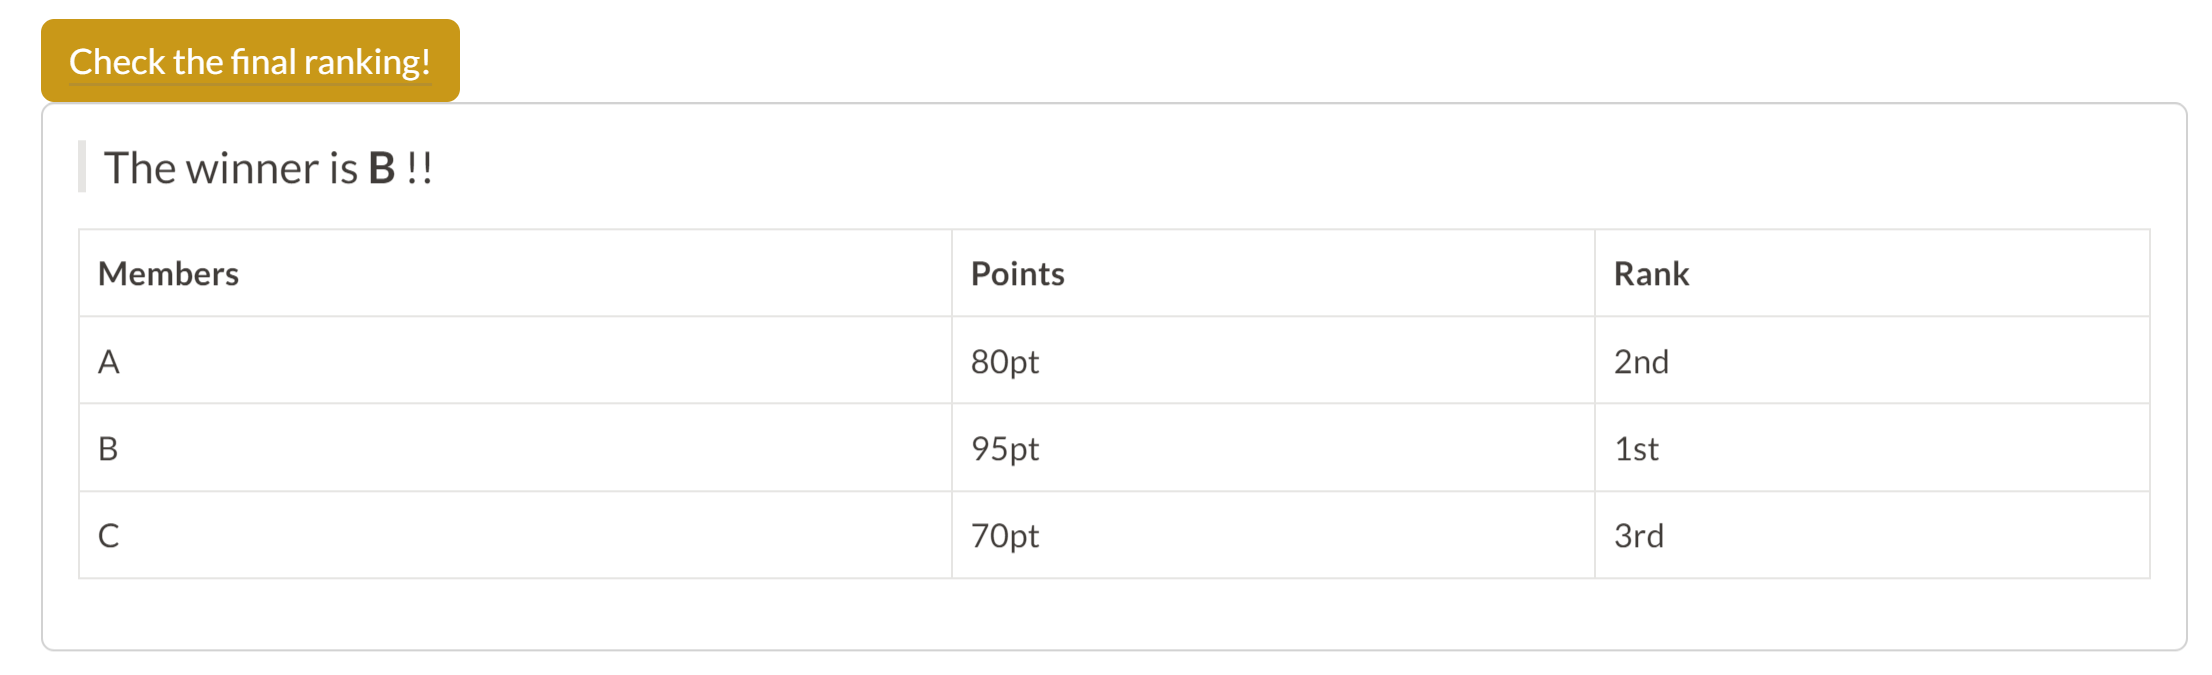 Check the final ranking!
The winner is B !!
Members Points Rank
A 80pt 2nd
B 95pt 1st
C 70pt 3rd